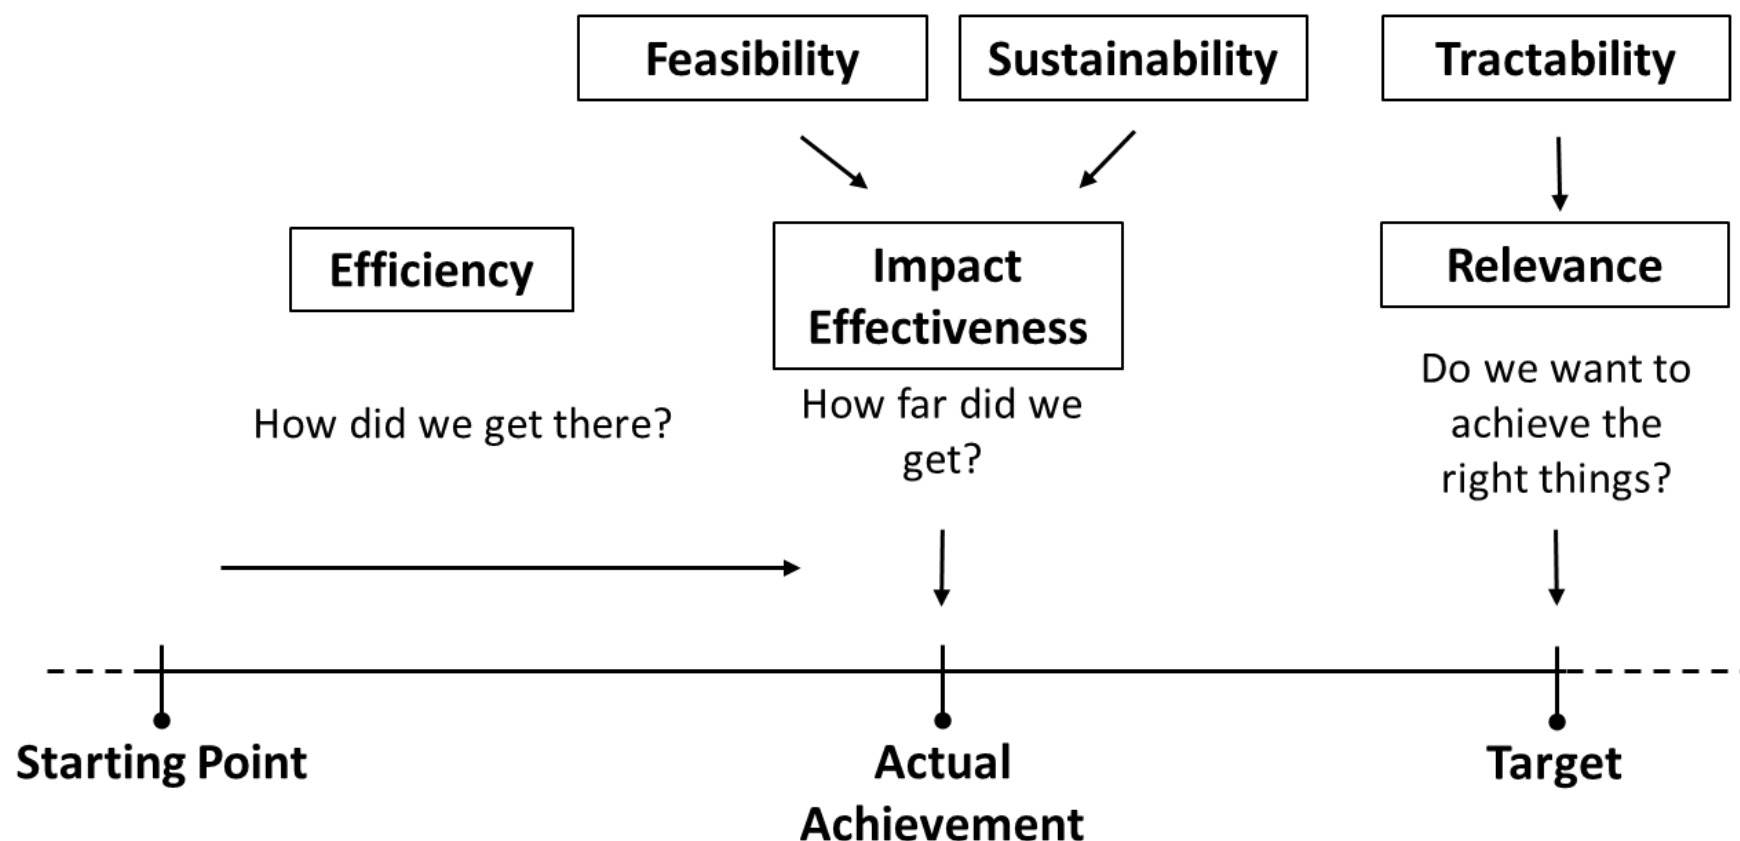 Feasibility
Sustainability
Tractability
Efficiency
Impact
Effectiveness
Relevance
How did we get there?
How far did we
get?
Do we want to
achieve the
right things?
Starting Point
Actual
Achievement
Target